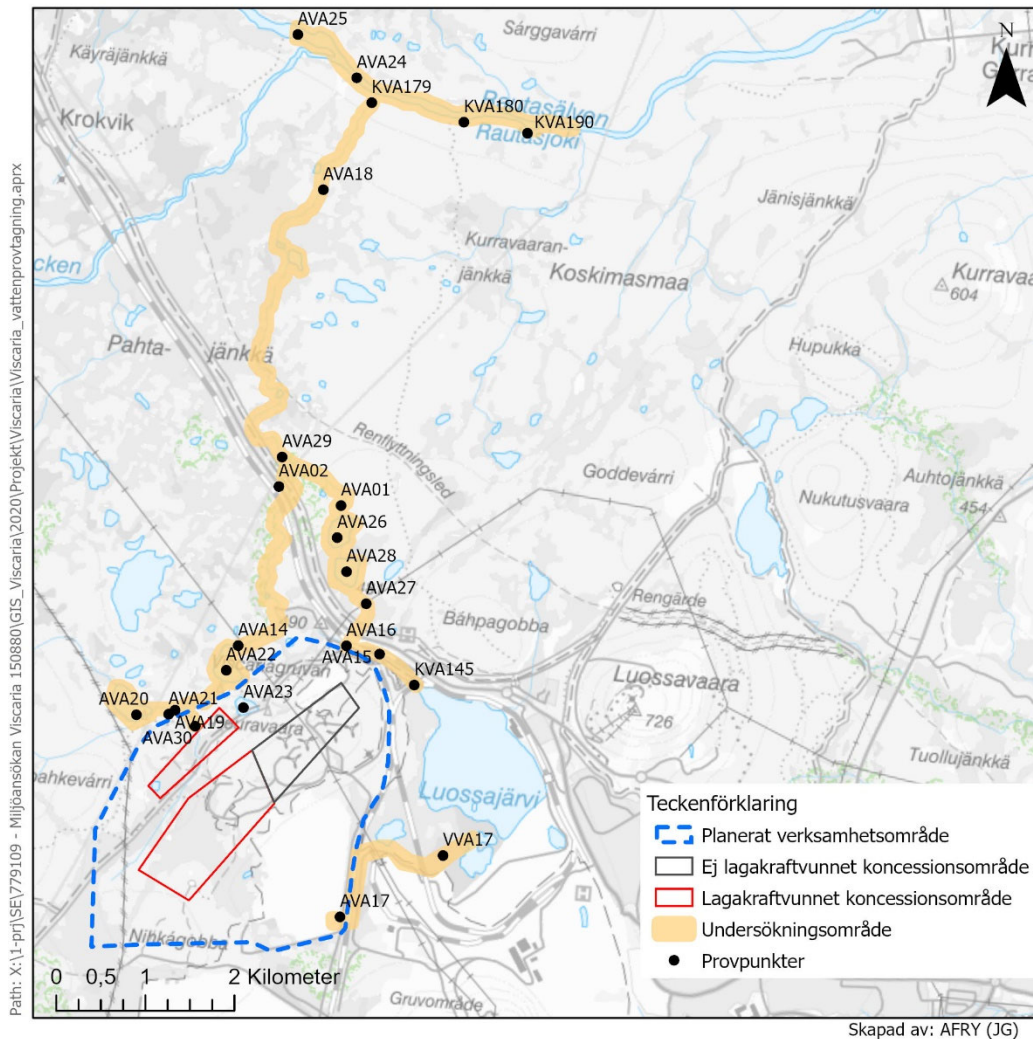 AVA25
Sárggavárri
N
Käyräjänkkä
AVA24
KVA179
Krokvik
KVA180
Rautasälven
Rautasjoki
KVA190
AVA18
Jänisjänkkä
Kurravaaran-
jänkkä
Koskimasmaa
604
Pahta-
jänkkä
Hupukka
AVA29
Renflyttningsled
AVA02
Goddevárri
Auhtojänkkä
AVA01
Nukutusvaara
454
AVA26
AVA28
AVA27
Rengärde
Båhpagobba
AVA14
AVA16
AVA15
AVA22
KVA145
Luossavaara
AVA20
AVA21
AVA23
AVA19
726
AVA30
Tuollujänkkä
Luossajärvi
VVA17
AVA17
Nihkágobba
Gruvområde
0 0,5 1 2 Kilometer
Teckenförklaring
Planerat verksamhetsområde
Ej lagakraftvunnet koncessionsområde
Lagakraftvunnet koncessionsområde
Undersökningsområde
Provpunkter
Path: X:\1-prj\SE\779109 - Miljöansökan Viscaria 150880\GIS_Viscaria\2020\Projekt\Viscaria\Viscaria_vattenprovtagning.aprx
Skapad av: AFRY (JG)